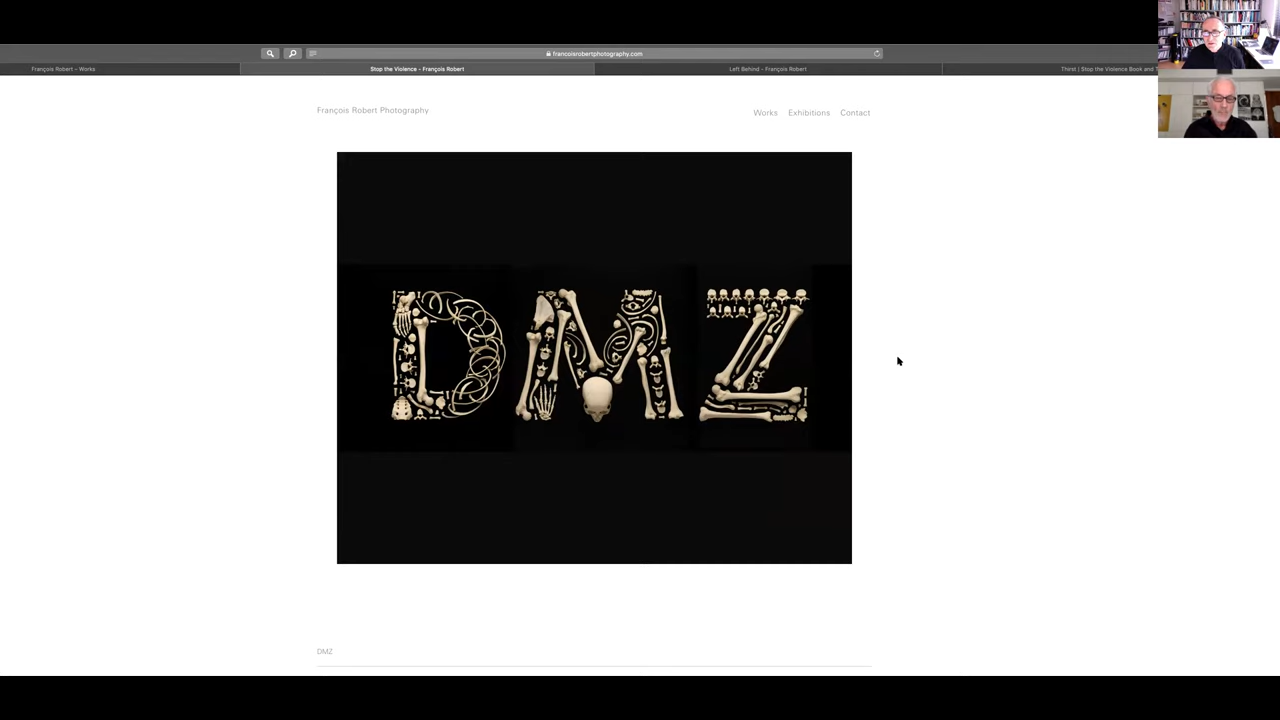 francoisrobertphotography.com
François Robert – Works
Stop the Violence – François Robert
Left Behind – François Robert
Thirst | Stop the Violence Book and
François Robert Photography
Works Exhibitions Contact
DMZ
DMZ